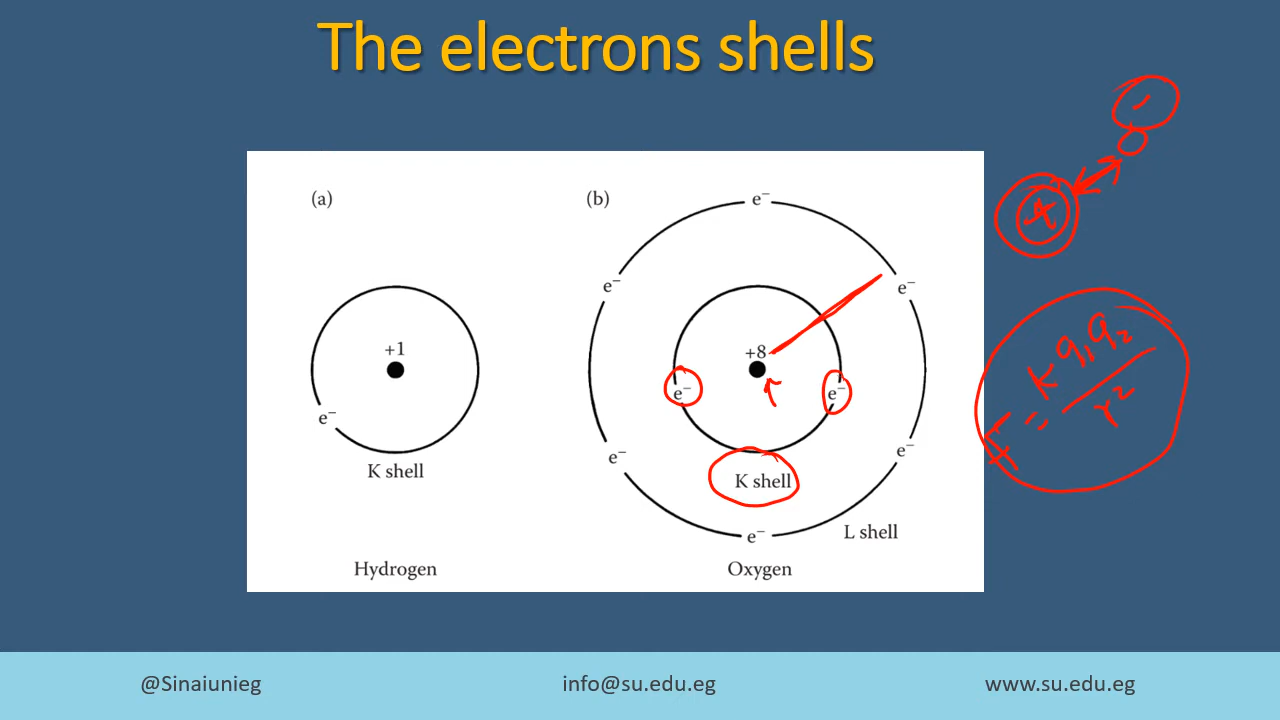 The electrons shells
(a)
+1
e⁻
K shell
Hydrogen
(b)
e⁻
e⁻
e⁻
+8
e⁻
e⁻
e⁻
e⁻
K shell
e⁻
L shell
Oxygen
-
+
F = K q₁q₂ / r²
@Sinaiunieg
info@su.edu.eg
www.su.edu.eg